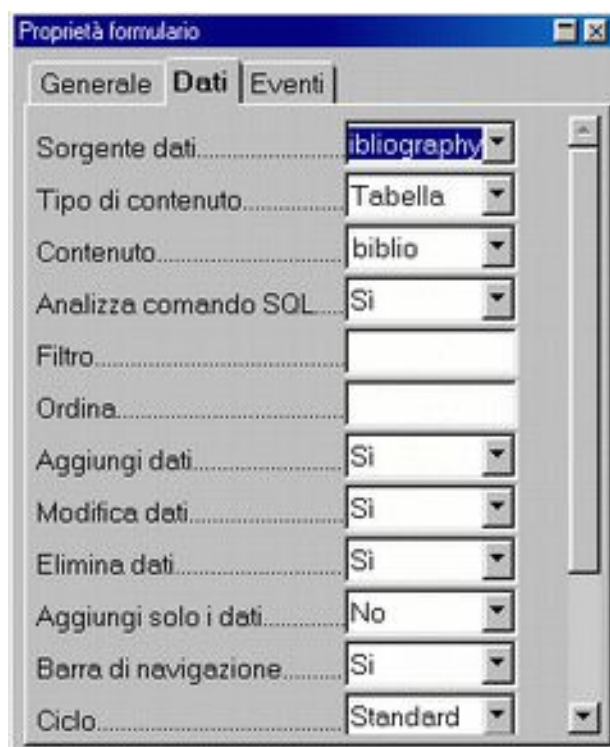 Proprietà formulario
Generale Dati Eventi
Sorgente dati ibliography
Tipo di contenuto Tabella
Contenuto biblio
Analizza comando SQL Sì
Filtro
Ordina
Aggiungi dati Sì
Modifica dati Sì
Elimina dati Sì
Aggiungi solo i dati No
Barra di navigazione Sì
Ciclo Standard